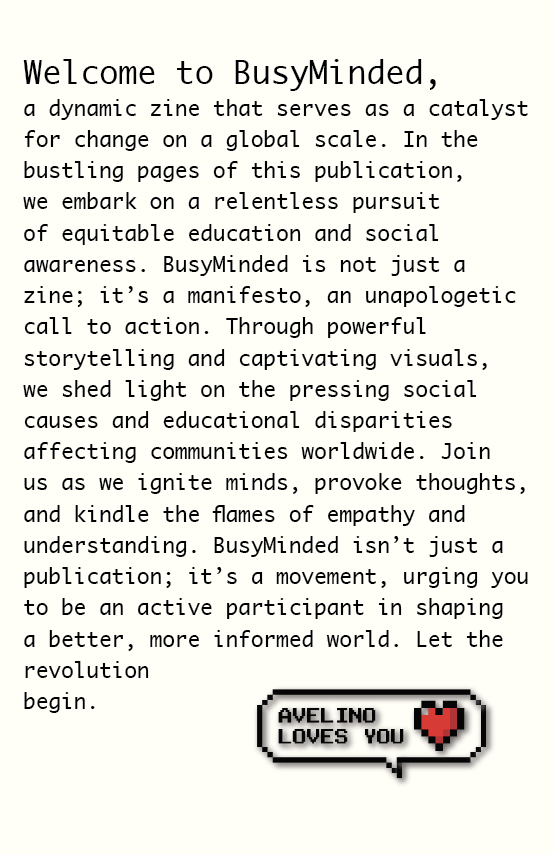 Welcome to BusyMinded,
a dynamic zine that serves as a catalyst
for change on a global scale. In the
bustling pages of this publication,
we embark on a relentless pursuit
of equitable education and social
awareness. BusyMinded is not just a
zine; it’s a manifesto, an unapologetic
call to action. Through powerful
storytelling and captivating visuals,
we shed light on the pressing social
causes and educational disparities
affecting communities worldwide. Join
us as we ignite minds, provoke thoughts,
and kindle the flames of empathy and
understanding. BusyMinded isn’t just a
publication; it’s a movement, urging you
to be an active participant in shaping
a better, more informed world. Let the
revolution
begin.
AVELINO
LOVES YOU